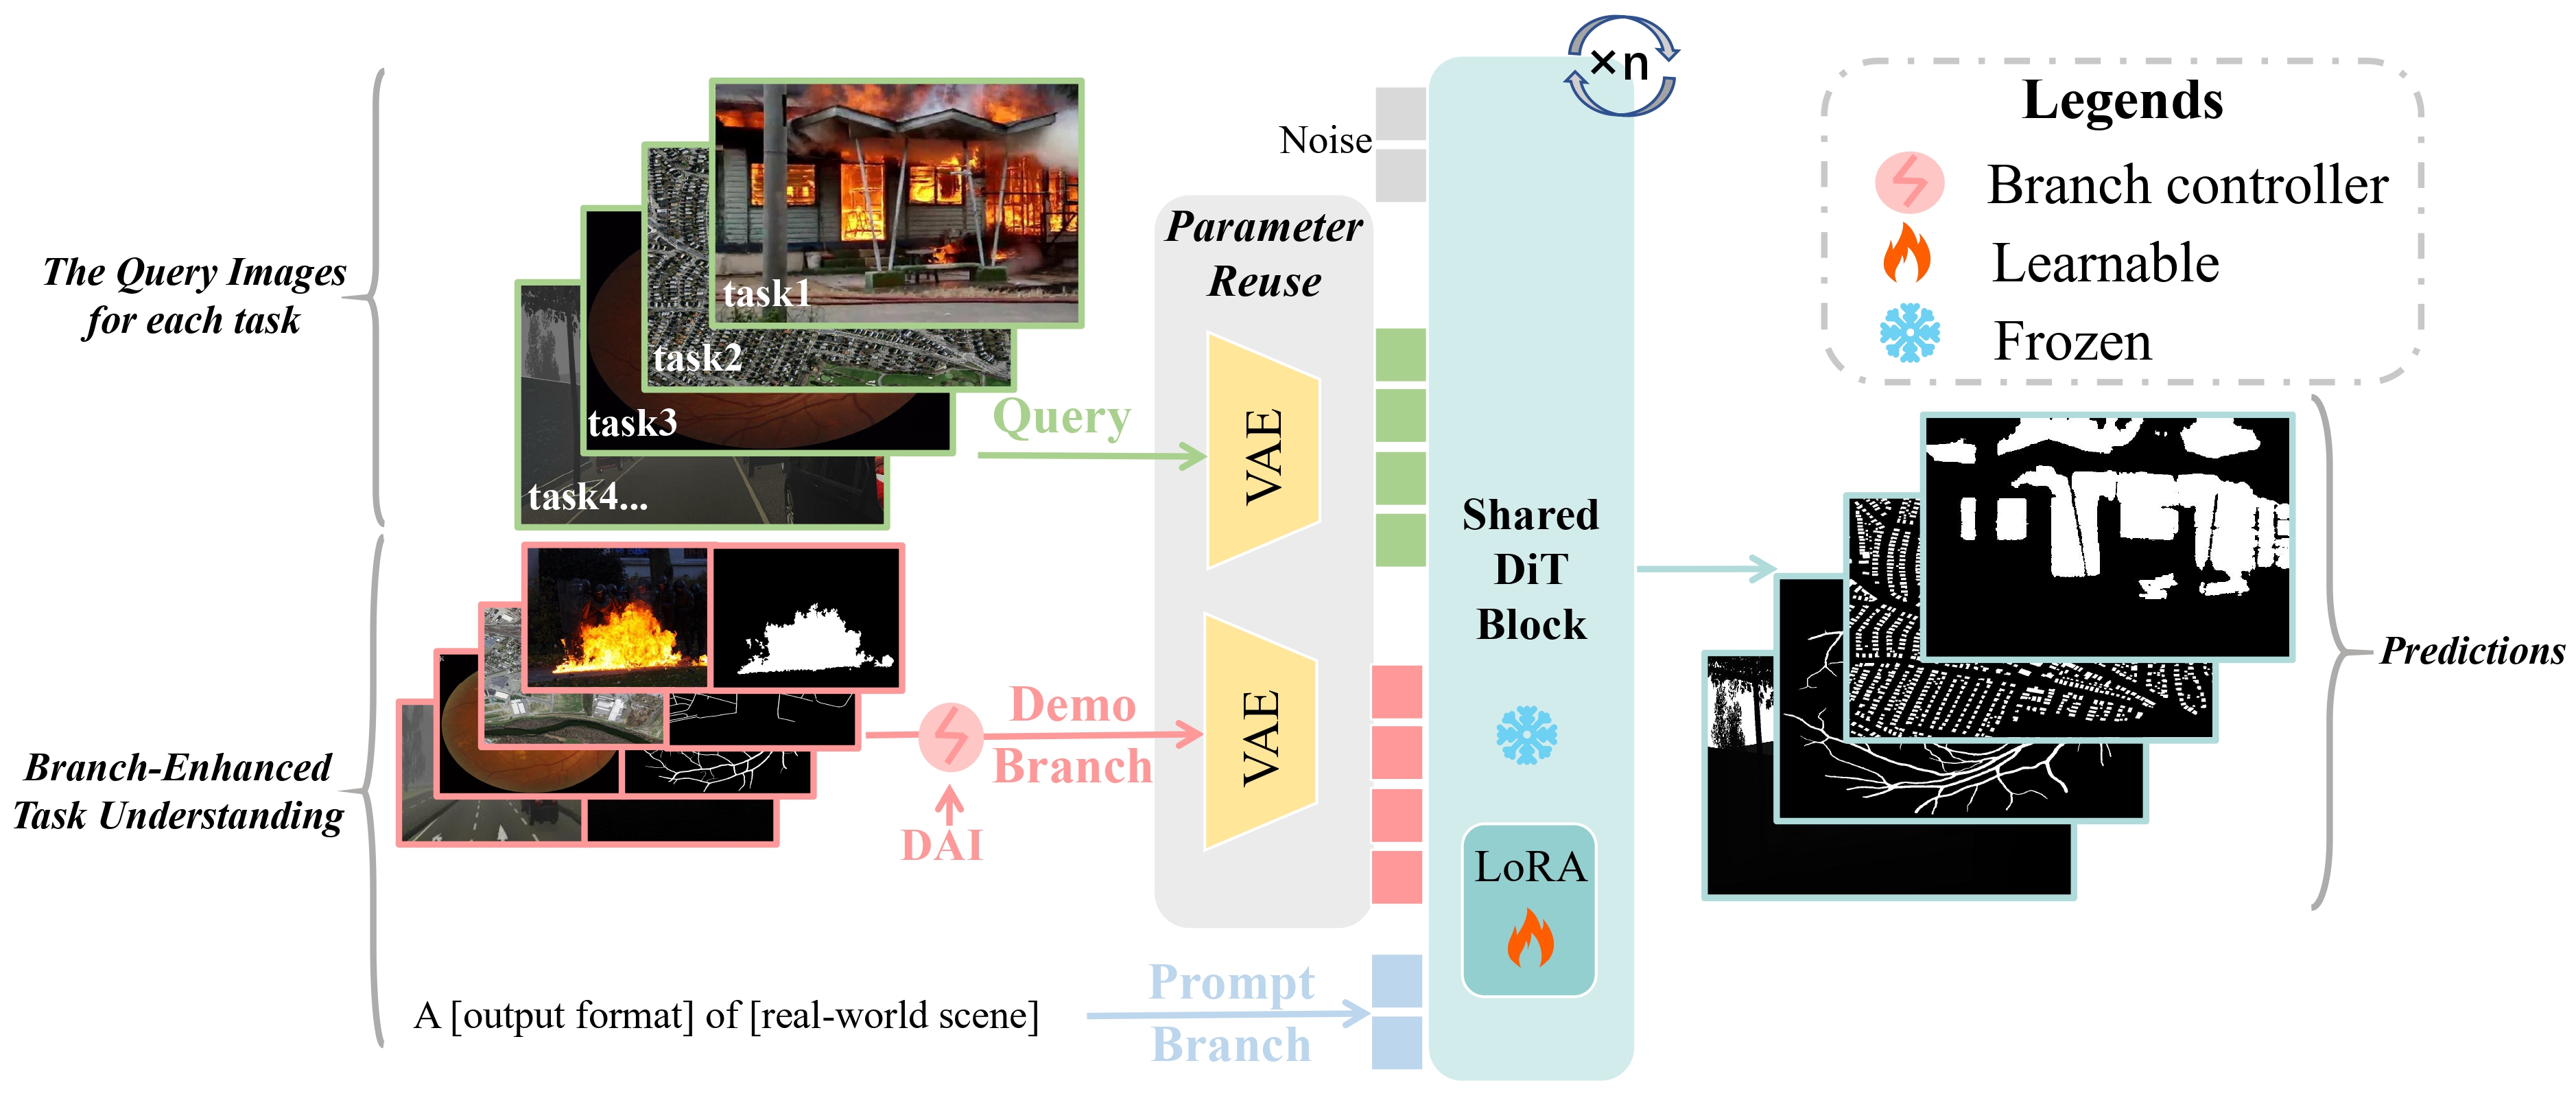 The Query Images
for each task
Branch-Enhanced
Task Understanding
task1
task2
task3
task4...
Query
DAI
Demo
Branch
A [output format] of [real-world scene]
Prompt
Branch
Noise
Parameter
Reuse
VAE
VAE
×n
Shared
DiT
Block
LoRA
Legends
Branch controller
Learnable
Frozen
Predictions